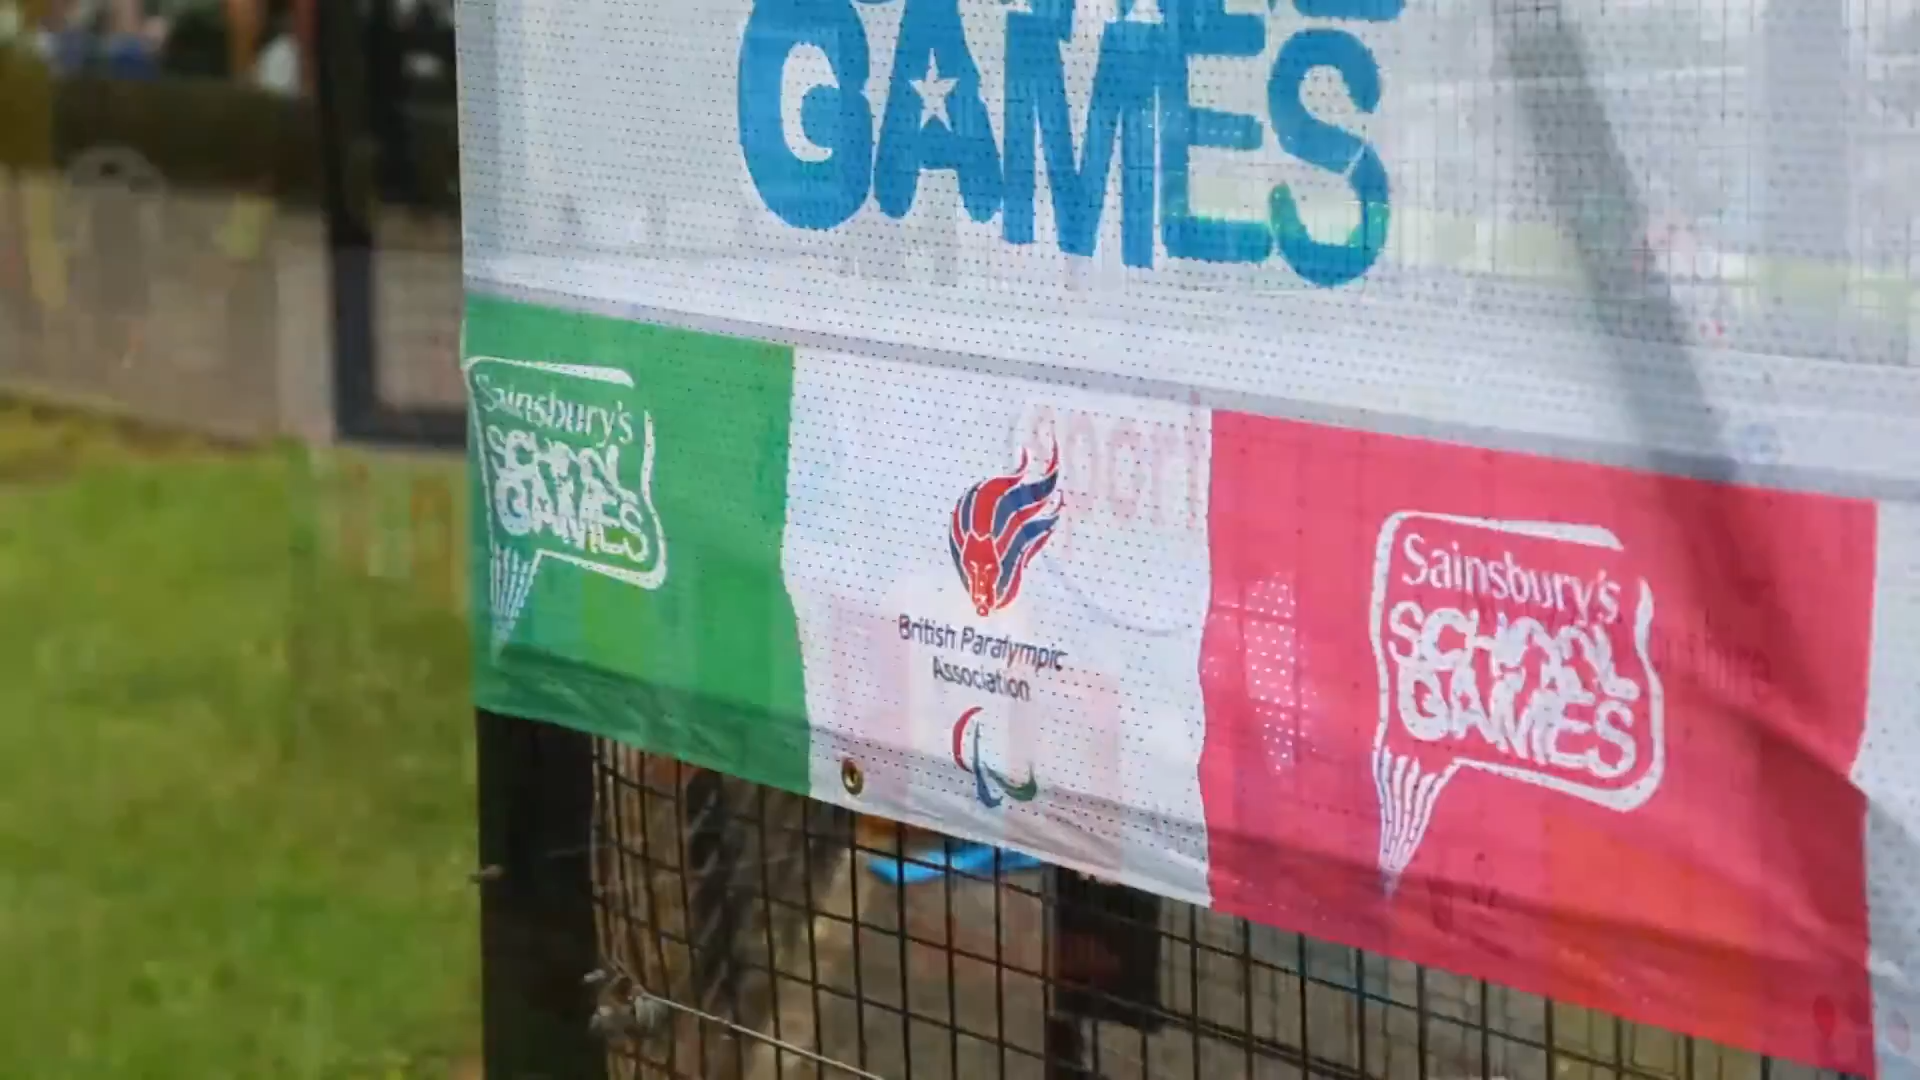 GAMES
Sainsbury's
SCHOOL
GAMES
British Paralympic
Association
Sainsbury's
SCHOOL
GAMES